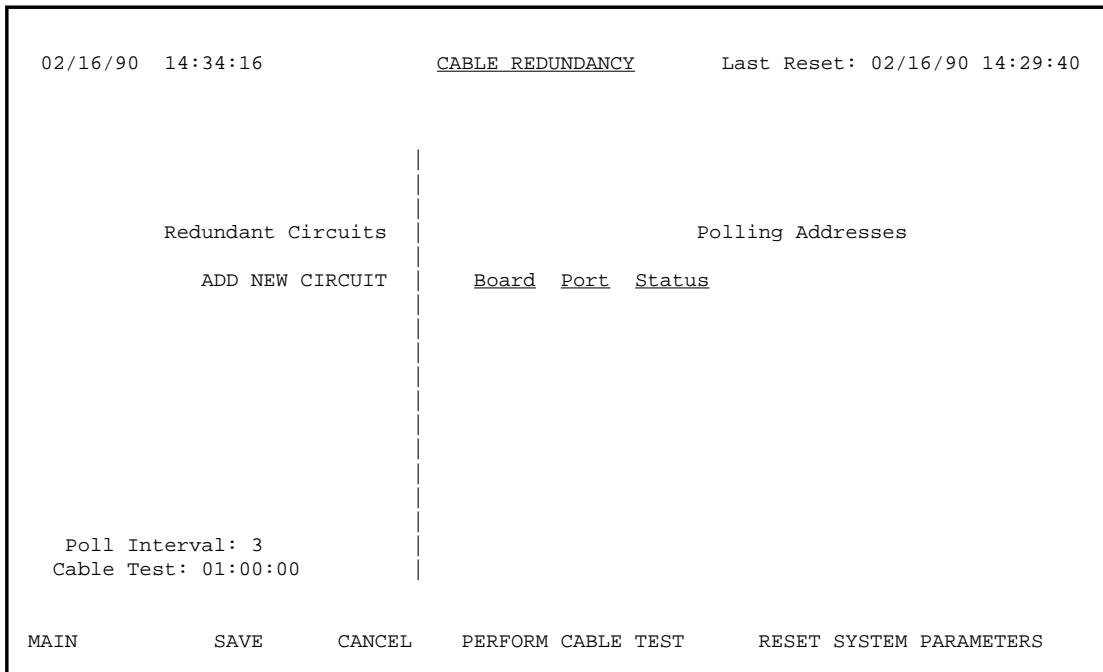 02/16/90 14:34:16 CABLE REDUNDANCY Last Reset: 02/16/90 14:29:40
Redundant Circuits Polling Addresses
ADD NEW CIRCUIT Board Port Status
Poll Interval: 3
Cable Test: 01:00:00
MAIN SAVE CANCEL PERFORM CABLE TEST RESET SYSTEM PARAMETERS